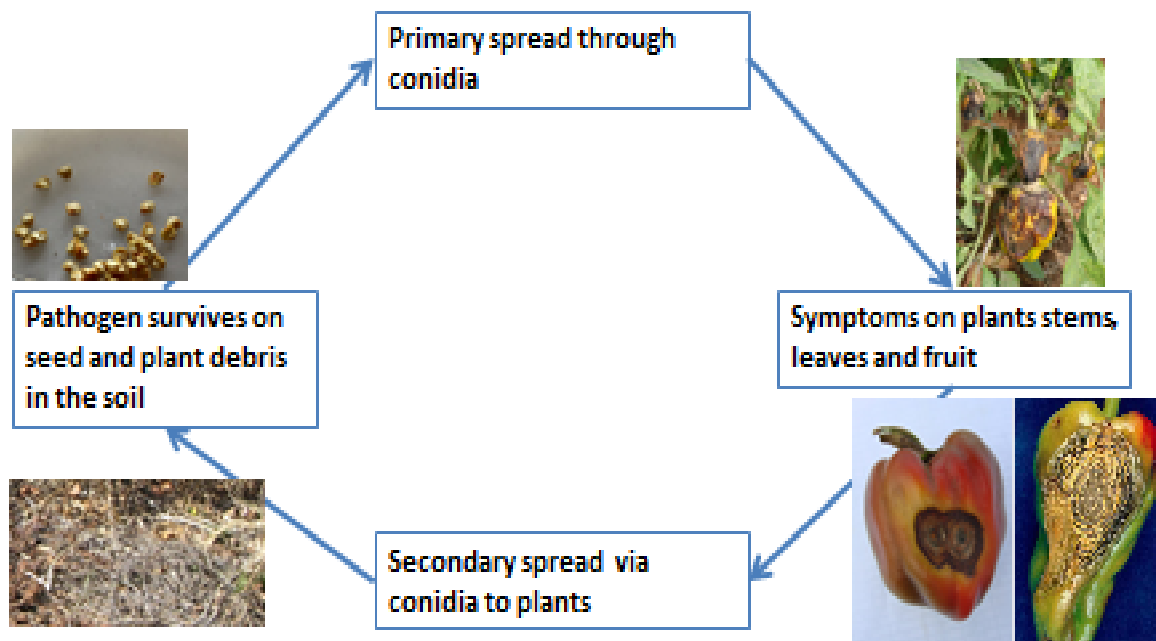 Primary spread through
conidia
Pathogen survives on
seed and plant debris
in the soil
Symptoms on plants stems,
leaves and fruit
Secondary spread via
conidia to plants